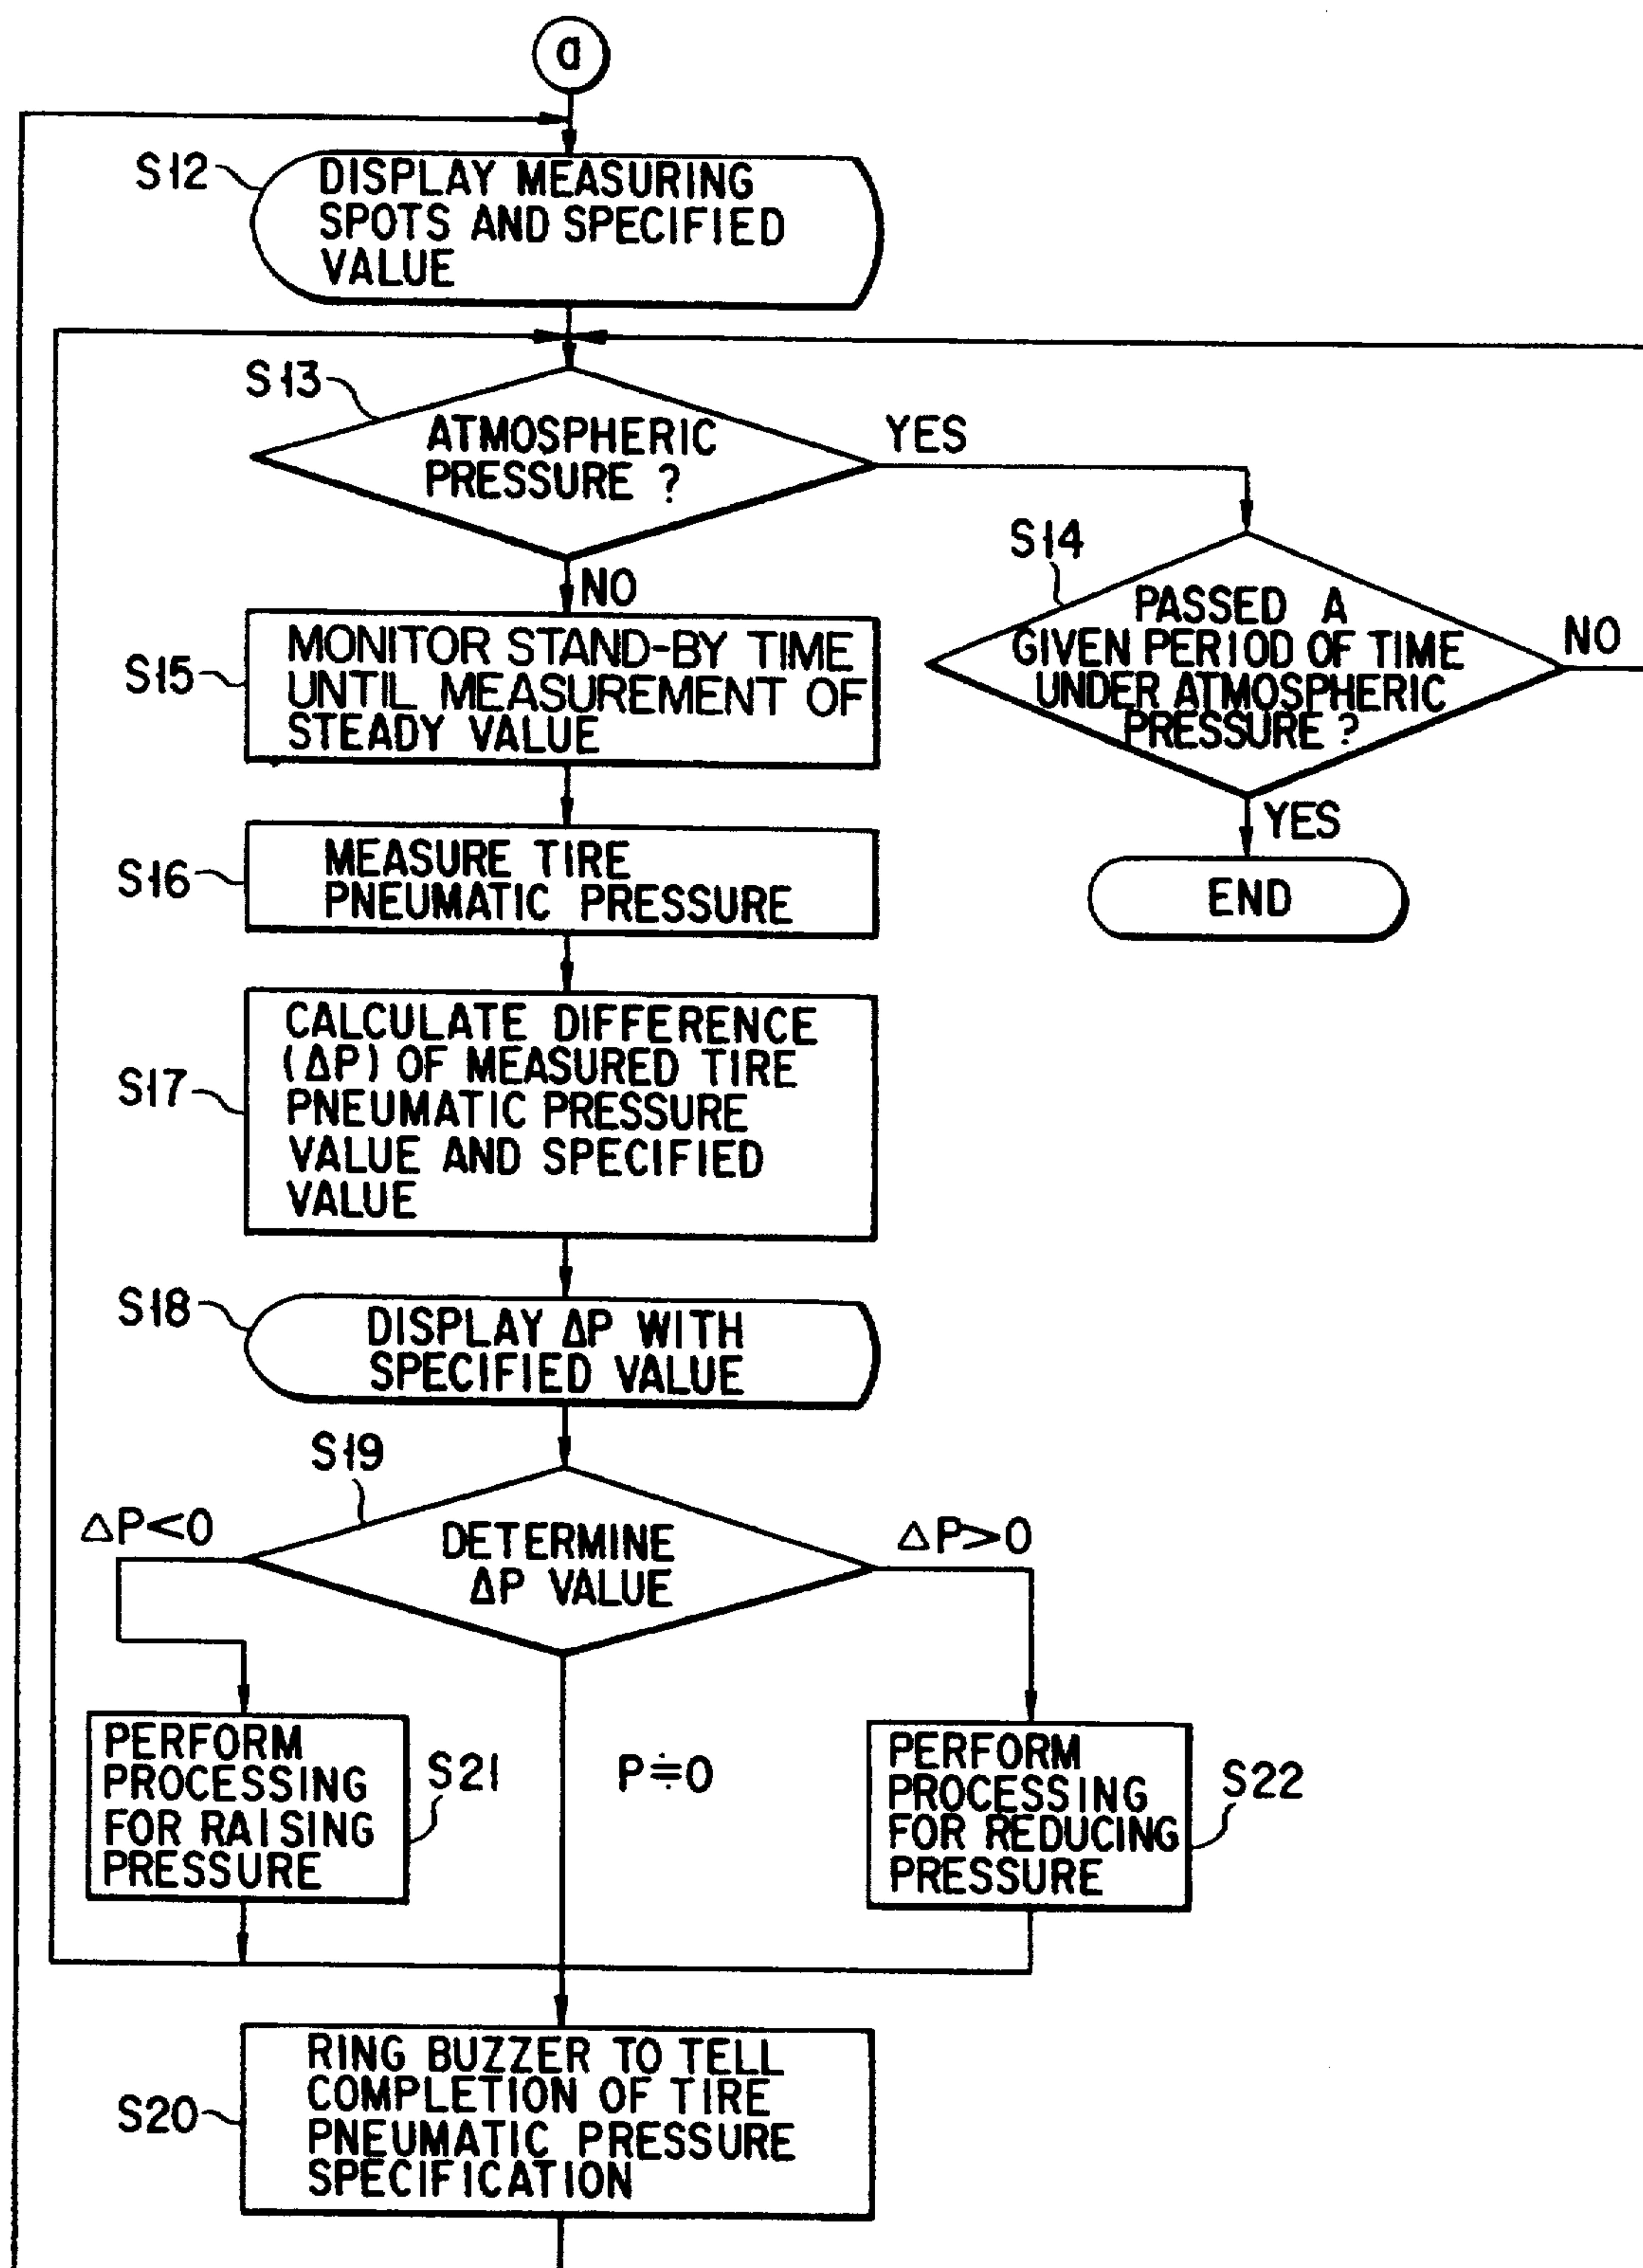 a
S12
DISPLAY MEASURING
SPOTS AND SPECIFIED
VALUE
S13
ATMOSPHERIC
PRESSURE ?
YES
NO
S14
PASSED A
GIVEN PERIOD OF TIME
UNDER ATMOSPHERIC
PRESSURE ?
NO
YES
END
S15
MONITOR STAND-BY TIME
UNTIL MEASUREMENT OF
STEADY VALUE
S16
MEASURE TIRE
PNEUMATIC PRESSURE
S17
CALCULATE DIFFERENCE
(ΔP) OF MEASURED TIRE
PNEUMATIC PRESSURE
VALUE AND SPECIFIED
VALUE
S18
DISPLAY ΔP WITH
SPECIFIED VALUE
S19
DETERMINE
ΔP VALUE
ΔP<0
ΔP>0
P≑0
PERFORM
PROCESSING
FOR RAISING
PRESSURE
S21
PERFORM
PROCESSING
FOR REDUCING
PRESSURE
S22
S20
RING BUZZER TO TELL
COMPLETION OF TIRE
PNEUMATIC PRESSURE
SPECIFICATION